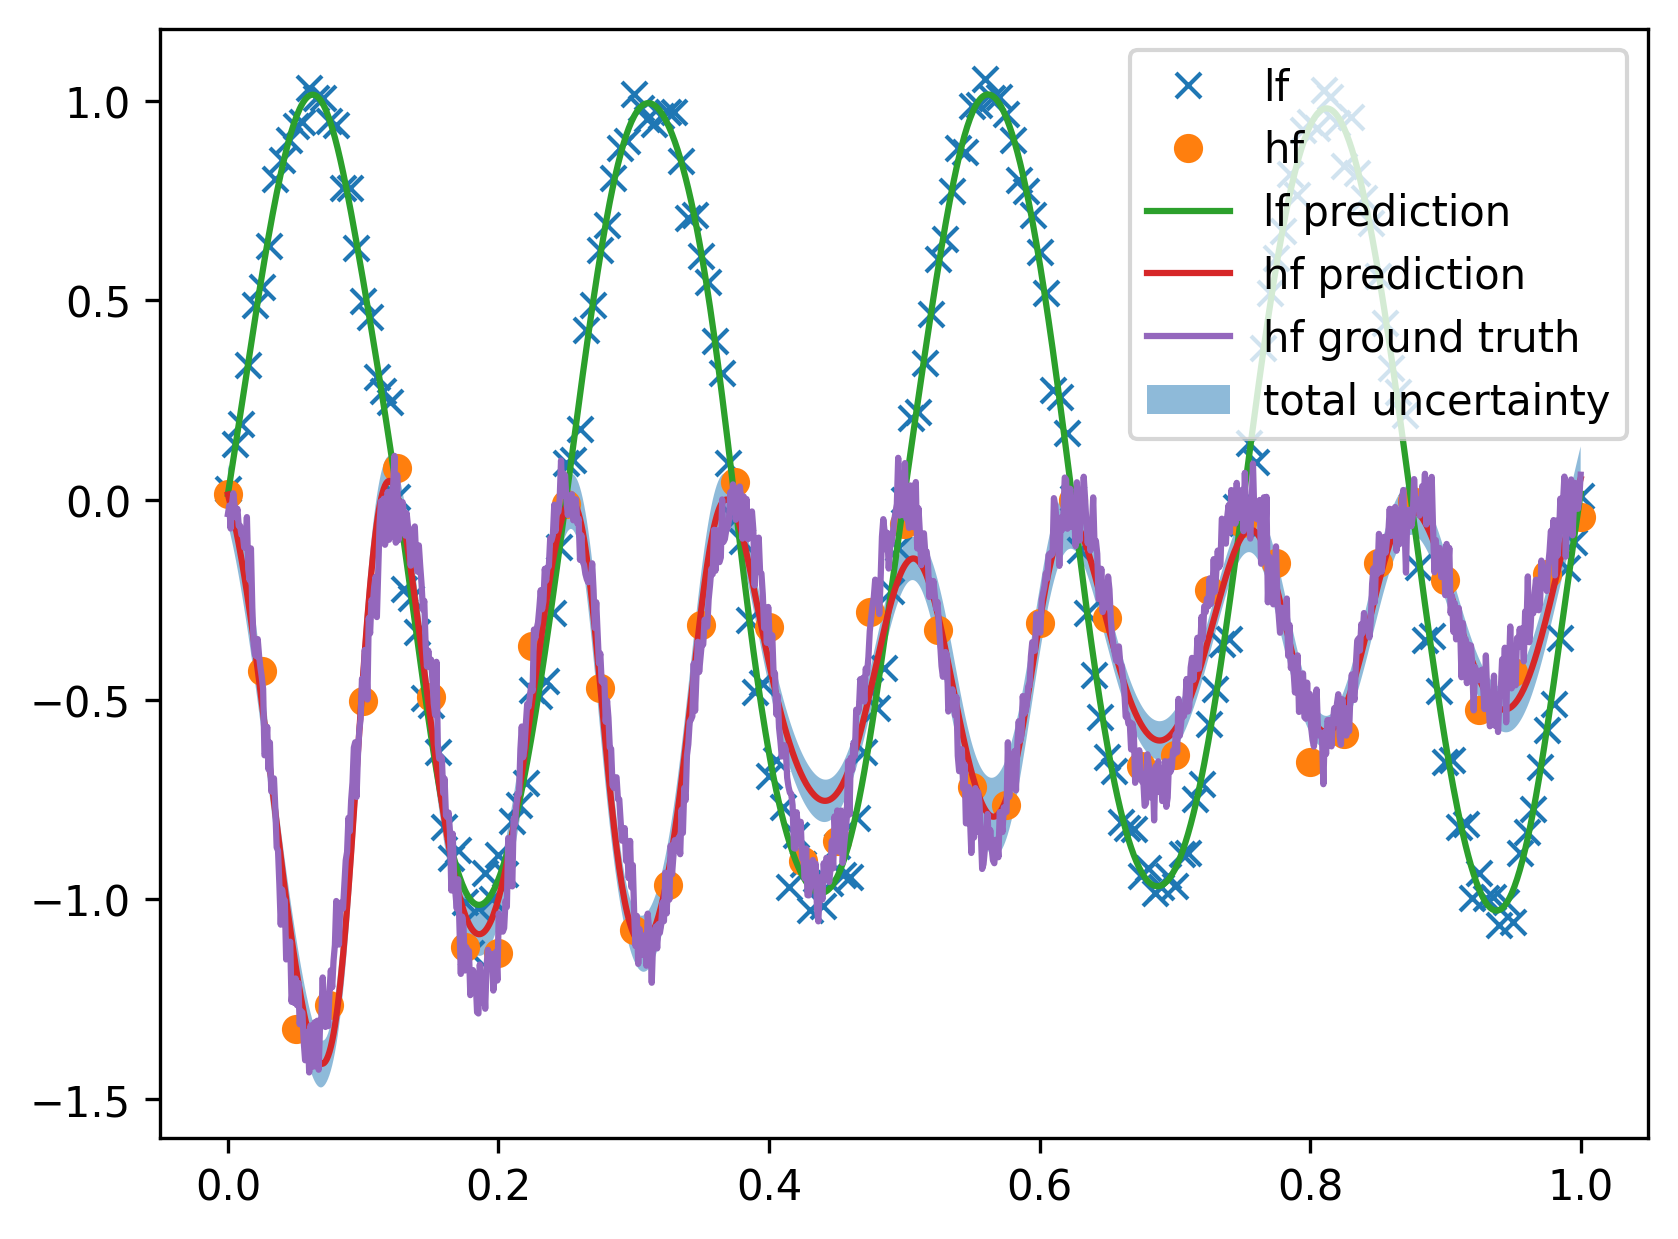 1.0
0.5
0.0
−0.5
−1.0
−1.5
0.0 0.2 0.4 0.6 0.8 1.0
lf
hf
lf prediction
hf prediction
hf ground truth
total uncertainty